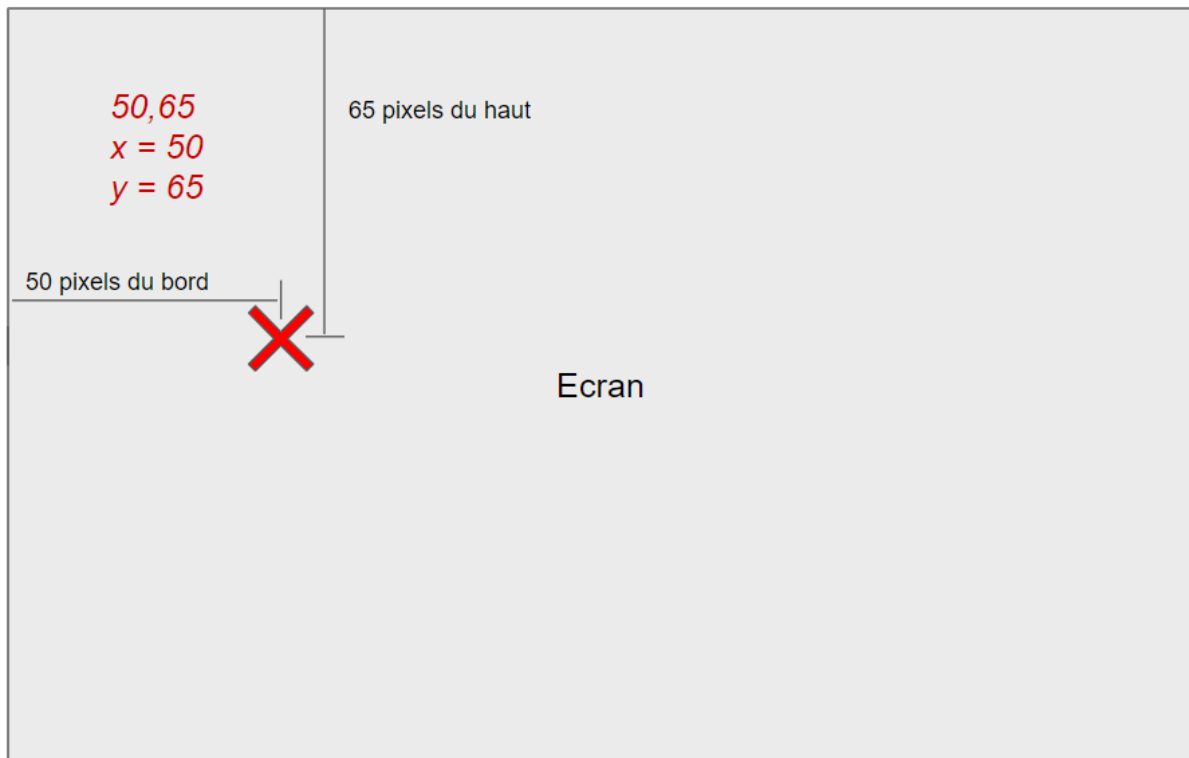 50,65
x = 50
y = 65
65 pixels du haut
50 pixels du bord
Ecran